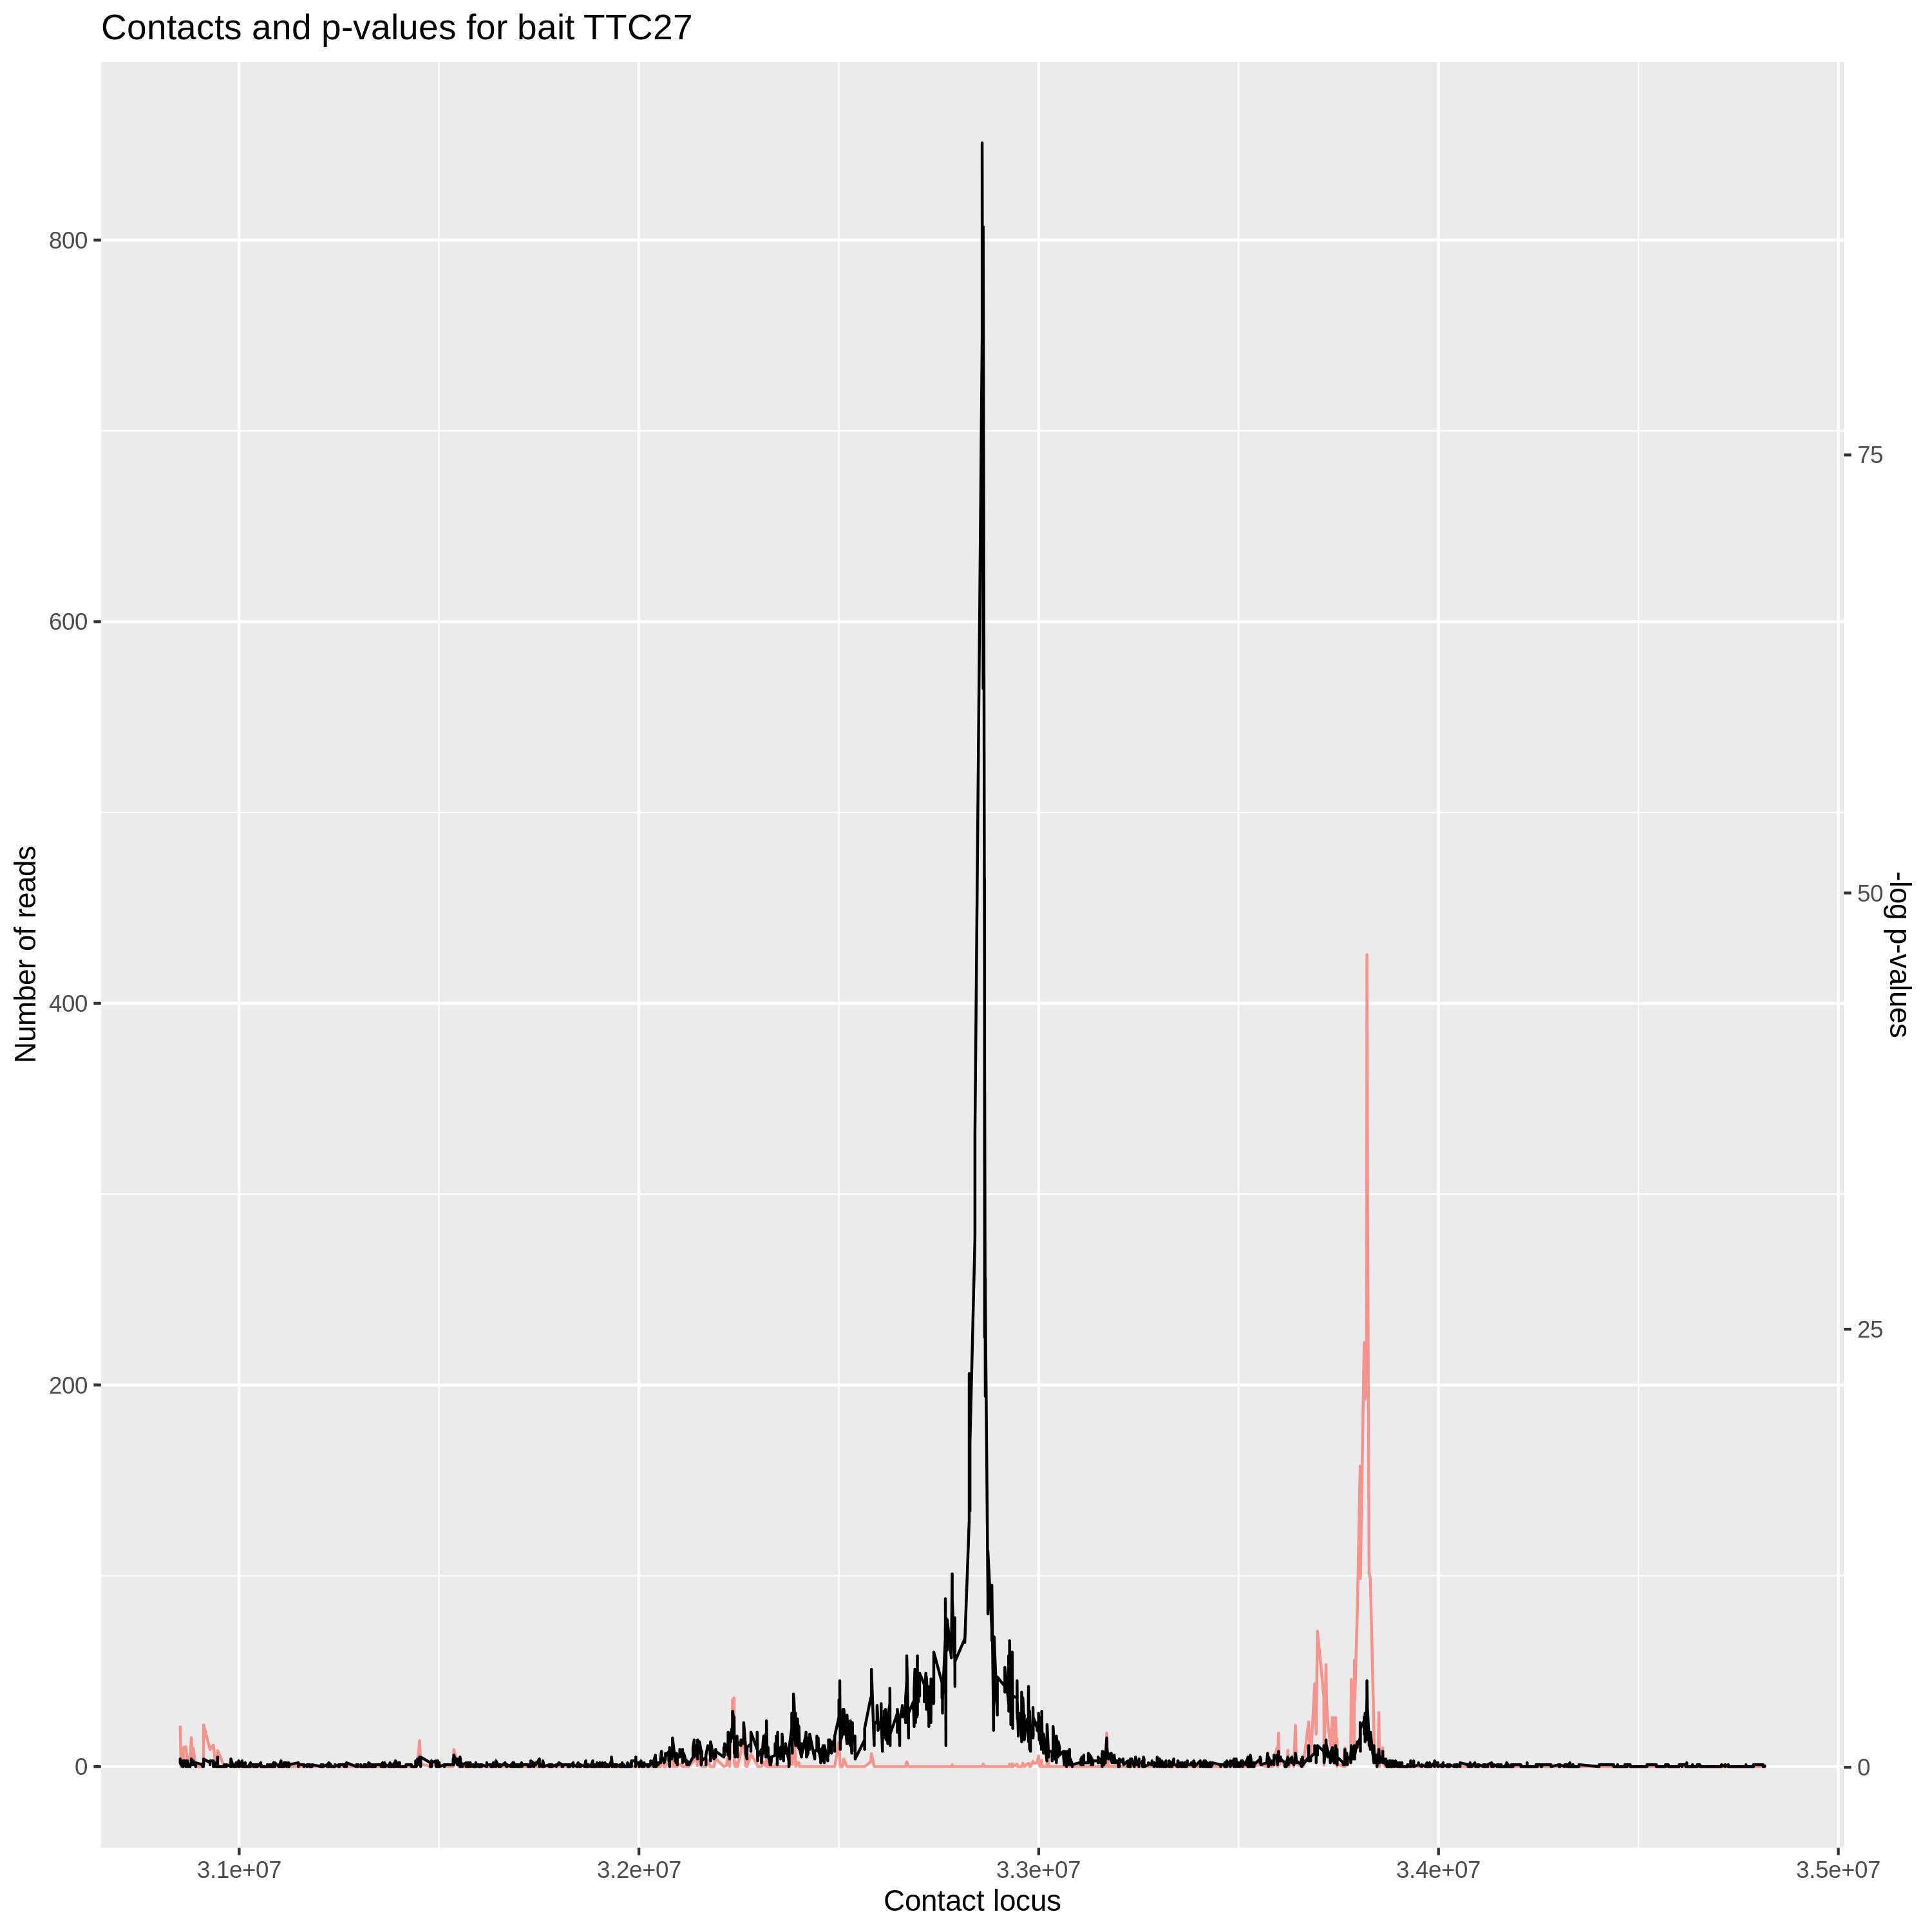 Contacts and p-values for bait TTC27
800
600
400
200
0
75
50
25
0
Number of reads
-log p-values
3.1e+07
3.2e+07
3.3e+07
3.4e+07
3.5e+07
Contact locus